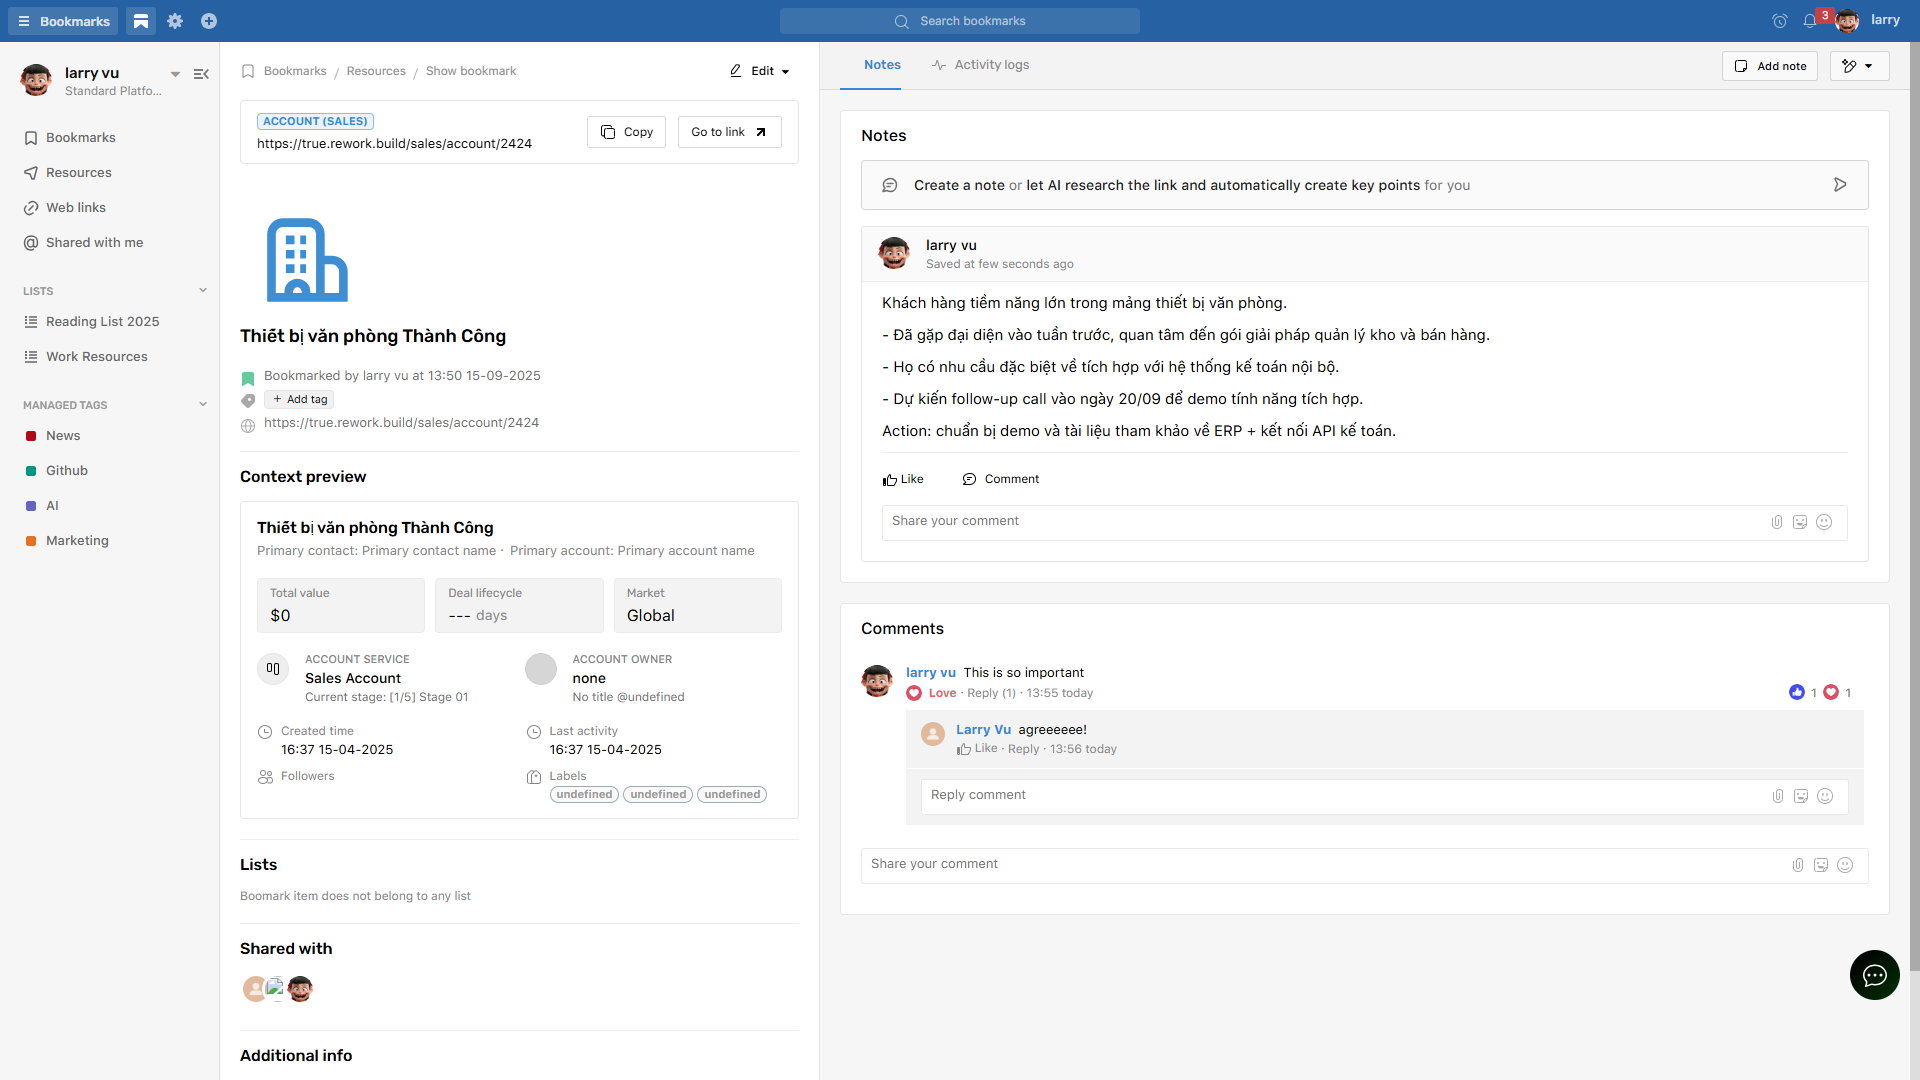 Bookmarks
Search bookmarks
3
larry
larry vu
Standard Platfo...
Bookmarks
Resources
Web links
Shared with me
LISTS
Reading List 2025
Work Resources
MANAGED TAGS
News
Github
AI
Marketing
Bookmarks / Resources / Show bookmark
Edit
ACCOUNT (SALES)
https://true.rework.build/sales/account/2424
Copy
Go to link
Thiết bị văn phòng Thành Công
Bookmarked by larry vu at 13:50 15-09-2025
+ Add tag
https://true.rework.build/sales/account/2424
Context preview
Thiết bị văn phòng Thành Công
Primary contact: Primary contact name · Primary account: Primary account name
Total value
$0
Deal lifecycle
--- days
Market
Global
ACCOUNT SERVICE
Sales Account
Current stage: [1/5] Stage 01
ACCOUNT OWNER
none
No title @undefined
Created time
16:37 15-04-2025
Last activity
16:37 15-04-2025
Followers
Labels
undefined undefined undefined
Lists
Boomark item does not belong to any list
Shared with
Additional info
Notes
Activity logs
Add note
Notes
Create a note or let AI research the link and automatically create key points for you
larry vu
Saved at few seconds ago
Khách hàng tiềm năng lớn trong mảng thiết bị văn phòng.
- Đã gặp đại diện vào tuần trước, quan tâm đến gói giải pháp quản lý kho và bán hàng.
- Họ có nhu cầu đặc biệt về tích hợp với hệ thống kế toán nội bộ.
- Dự kiến follow-up call vào ngày 20/09 để demo tính năng tích hợp.
Action: chuẩn bị demo và tài liệu tham khảo về ERP + kết nối API kế toán.
Like
Comment
Share your comment
Comments
larry vu This is so important
Love · Reply (1) · 13:55 today
1 1
Larry Vu agreeeeee!
Like · Reply · 13:56 today
Reply comment
Share your comment